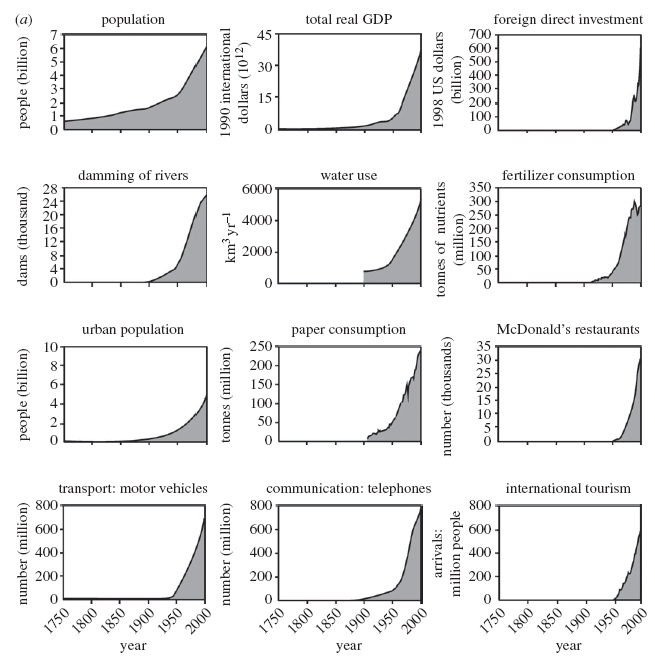 (a)
population
people (billion)
7
6
5
4
3
2
1
0
total real GDP
1990 international
dollars (10¹²)
45
30
15
0
foreign direct investment
1998 US dollars
(billion)
700
600
500
400
300
200
100
0
damming of rivers
dams (thousand)
28
24
20
16
12
8
4
0
water use
km³ yr⁻¹
6000
4000
2000
0
fertilizer consumption
tonnes of nutrients
(million)
350
300
250
200
150
100
50
0
urban population
people (billion)
10
8
6
4
2
0
paper consumption
tonnes (million)
250
200
150
100
50
0
McDonald's restaurants
number (thousands)
35
30
25
20
15
10
5
0
transport: motor vehicles
number (million)
800
600
400
200
0
1750 1800 1850 1900 1950 2000
year
communication: telephones
number (million)
800
600
400
200
0
1750 1800 1850 1900 1950 2000
year
international tourism
arrivals:
million people
800
600
400
200
0
1750 1800 1850 1900 1950 2000
year